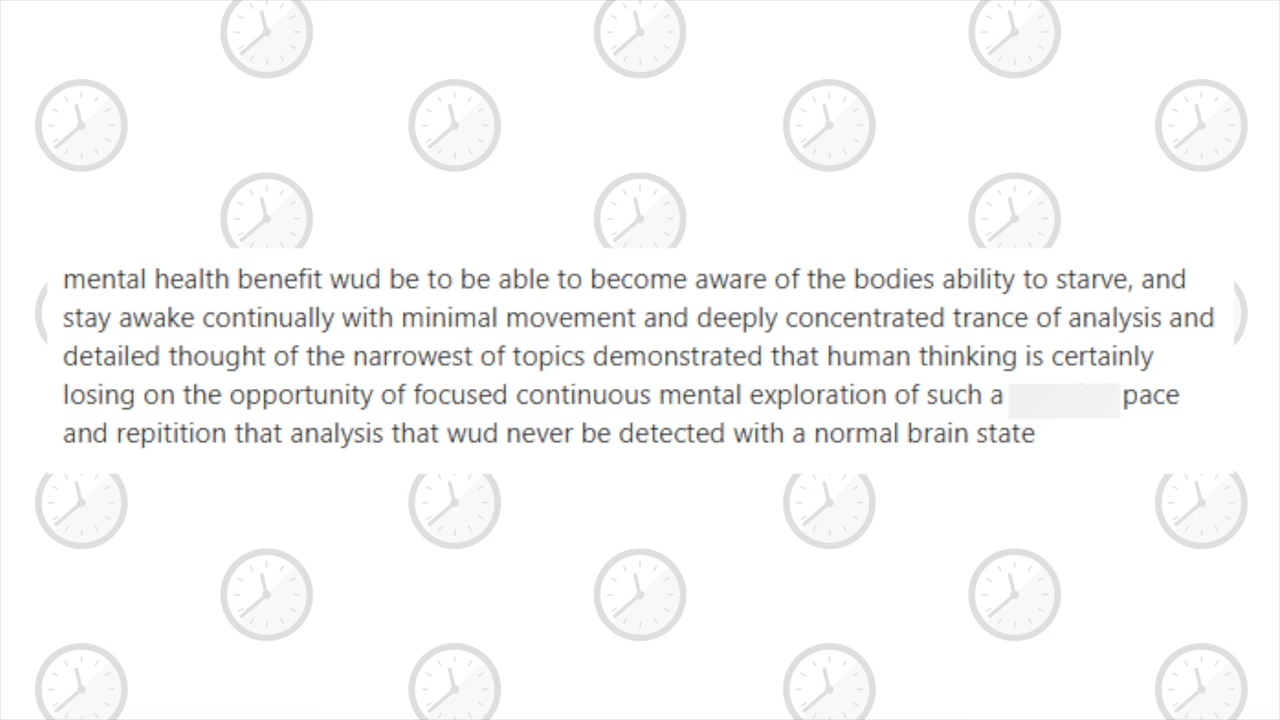 mental health benefit wud be to be able to become aware of the bodies ability to starve, and
stay awake continually with minimal movement and deeply concentrated trance of analysis and
detailed thought of the narrowest of topics demonstrated that human thinking is certainly
losing on the opportunity of focused continuous mental exploration of such a pace
and repitition that analysis that wud never be detected with a normal brain state